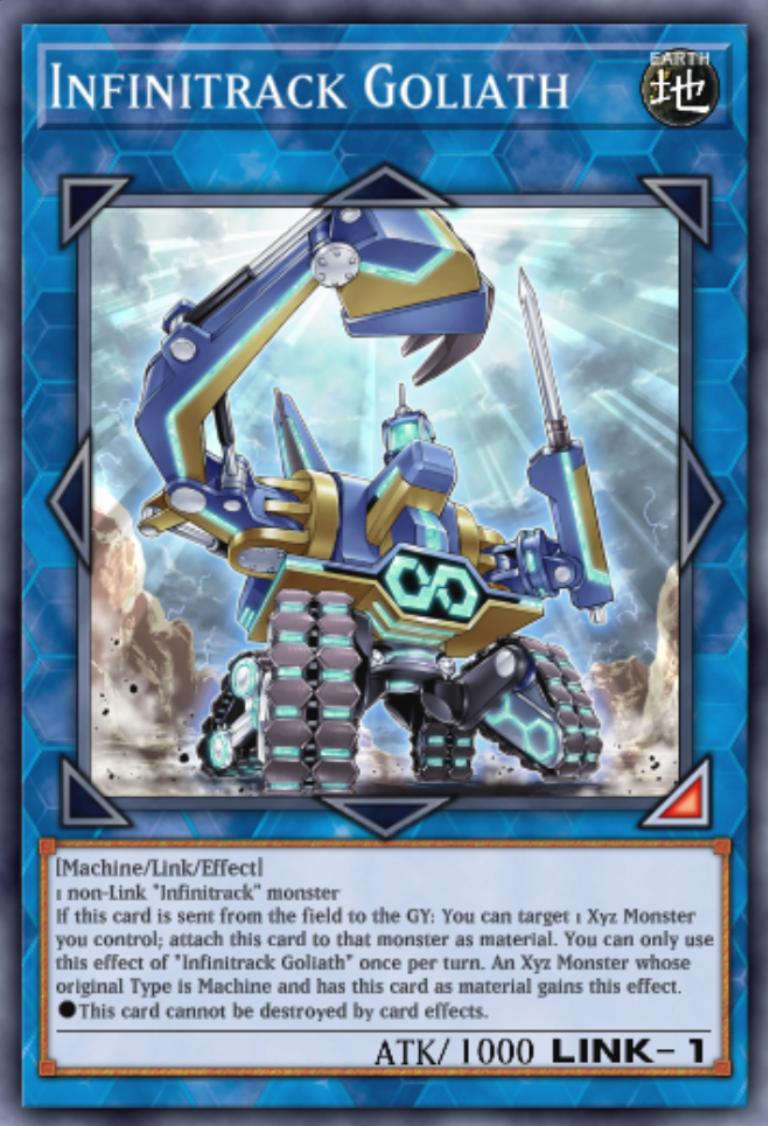 INFINITRACK GOLIATH
EARTH
地
[Machine/Link/Effect]
1 non-Link "Infinitrack" monster
If this card is sent from the field to the GY: You can target 1 Xyz Monster
you control; attach this card to that monster as material. You can only use
this effect of "Infinitrack Goliath" once per turn. An Xyz Monster whose
original Type is Machine and has this card as material gains this effect.
●This card cannot be destroyed by card effects.
ATK/ 1000 LINK- 1